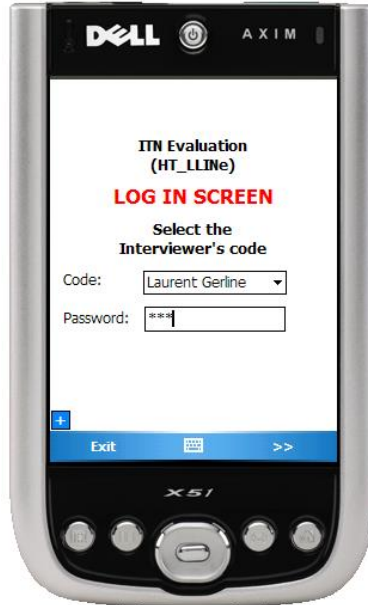 DELL AXIM
ITN Evaluation
(HT_LLINe)
LOG IN SCREEN
Select the
Interviewer's code
Code: Laurent Gerline
Password: ***
+
Exit >>
X51